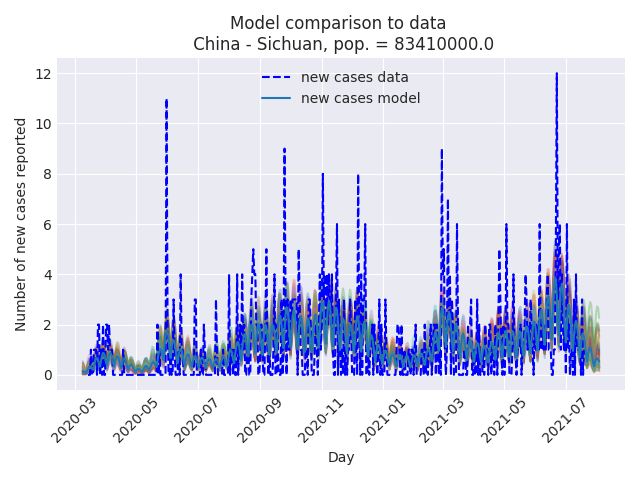 Model comparison to data
China - Sichuan, pop. = 83410000.0
new cases data
new cases model
Number of new cases reported
12
10
8
6
4
2
0
2020-03
2020-05
2020-07
2020-09
2020-11
2021-01
2021-03
2021-05
2021-07
Day